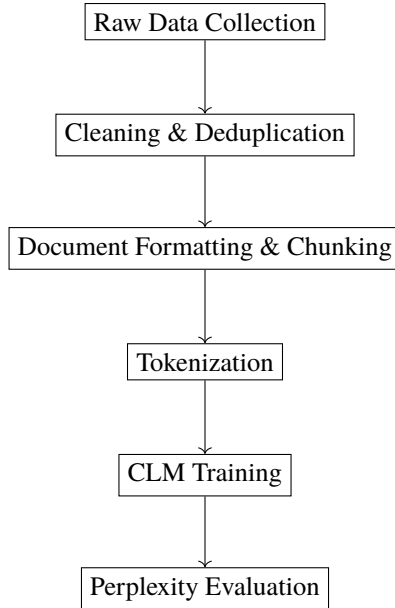 Raw Data Collection
Cleaning & Deduplication
Document Formatting & Chunking
Tokenization
CLM Training
Perplexity Evaluation